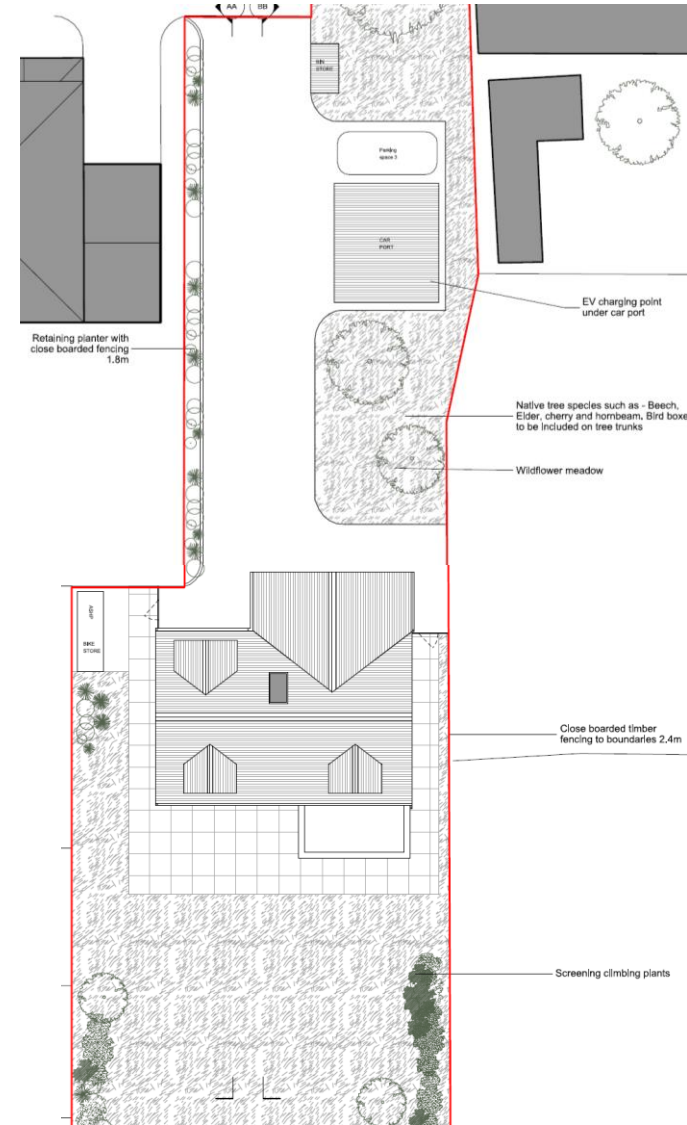 AA BB
BIN
STORE
Parking
space 3
CAR
PORT
EV charging point
under car port
Retaining planter with
close boarded fencing
1.8m
Native tree species such as - Beech,
Elder, cherry and hornbeam. Bird boxe
to be included on tree trunks
Wildflower meadow
ASHP
BIKE
STORE
Close boarded timber
fencing to boundaries 2.4m
Screening climbing plants